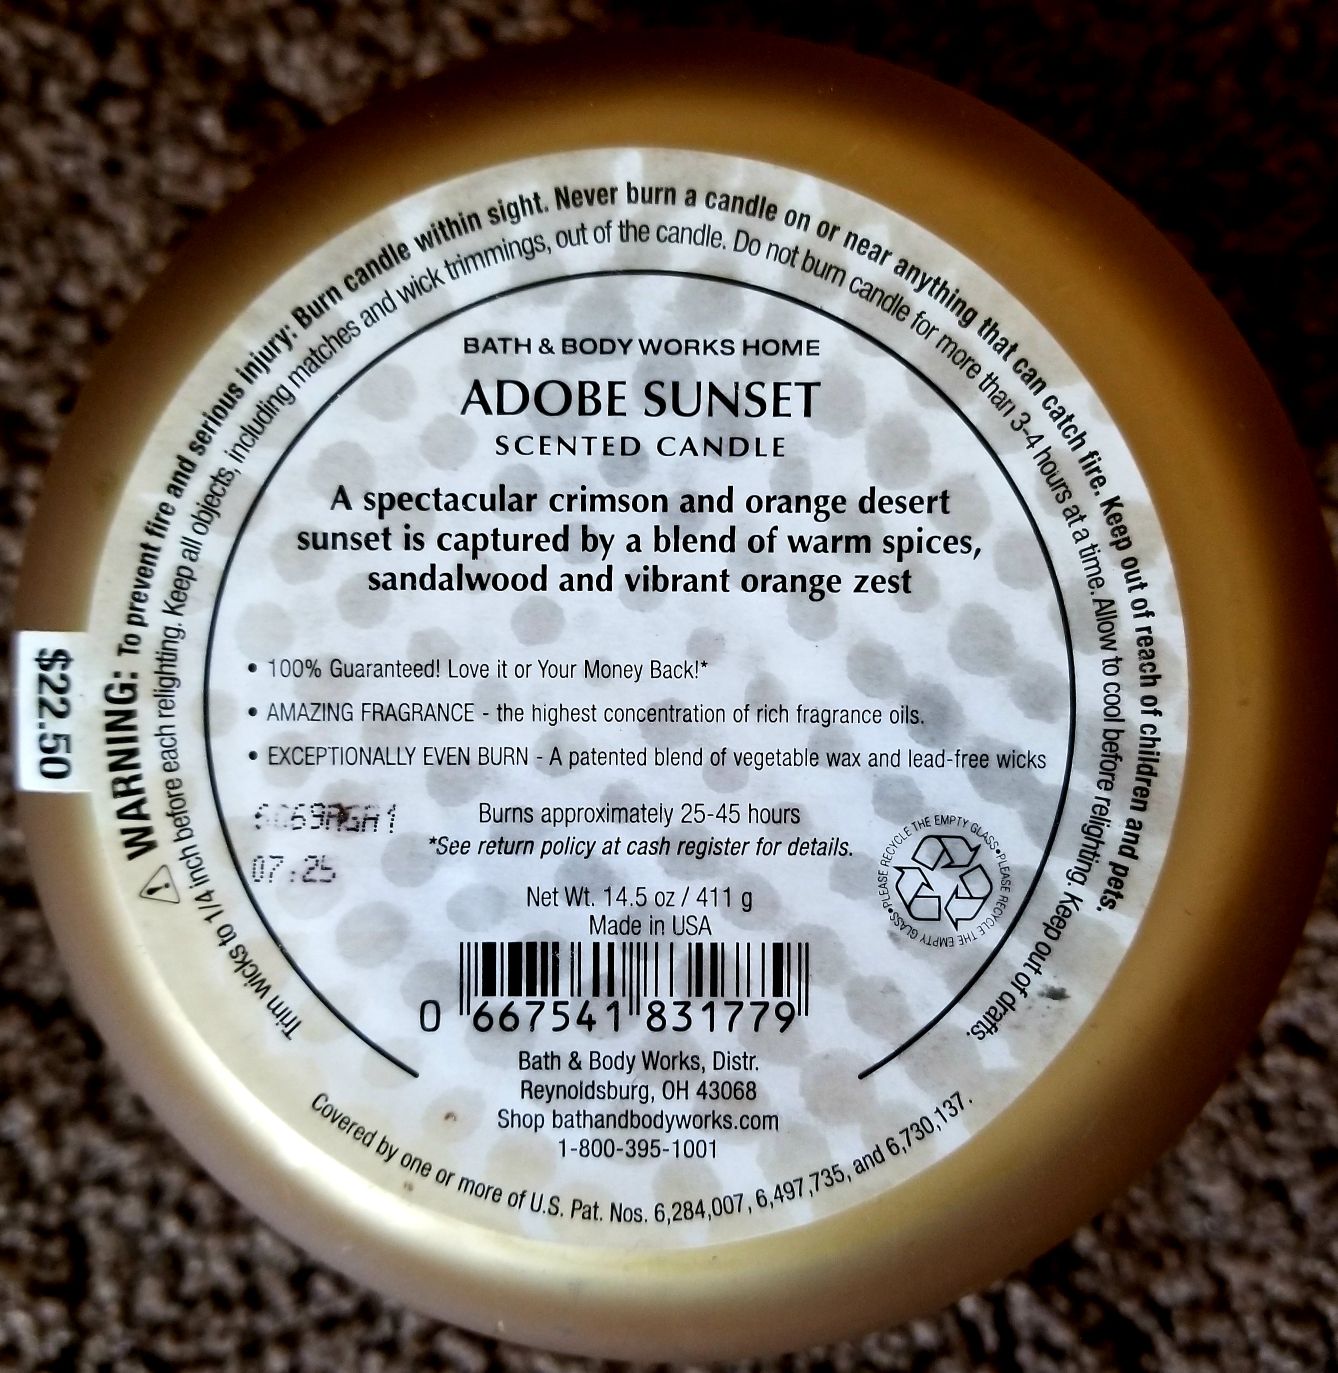 BATH & BODY WORKS HOME
ADOBE SUNSET
SCENTED CANDLE
A spectacular crimson and orange desert
sunset is captured by a blend of warm spices,
sandalwood and vibrant orange zest
• 100% Guaranteed! Love it or Your Money Back!*
• AMAZING FRAGRANCE - the highest concentration of rich fragrance oils.
• EXCEPTIONALLY EVEN BURN - A patented blend of vegetable wax and lead-free wicks
Burns approximately 25-45 hours
*See return policy at cash register for details.
07:25
Net Wt. 14.5 oz / 411 g
Made in USA
0 667541 831779
Bath & Body Works, Distr.
Reynoldsburg, OH 43068
Shop bathandbodyworks.com
1-800-395-1001
PLEASE RECYCLE THE EMPTY GLASS•PLEASE RECYCLE THE EMPTY GLASS•
WARNING: To prevent fire and serious injury: Burn candle within sight. Never burn a candle on or near anything that can catch fire. Keep out of reach of children and pets.
Trim wicks to 1/4 inch before each relighting. Keep all objects, including matches and wick trimmings, out of the candle. Do not burn candle for more than 3-4 hours at a time. Allow to cool before relighting. Keep out of drafts.
Covered by one or more of U.S. Pat. Nos. 6,284,007, 6,497,735, and 6,730,137.
$22.50